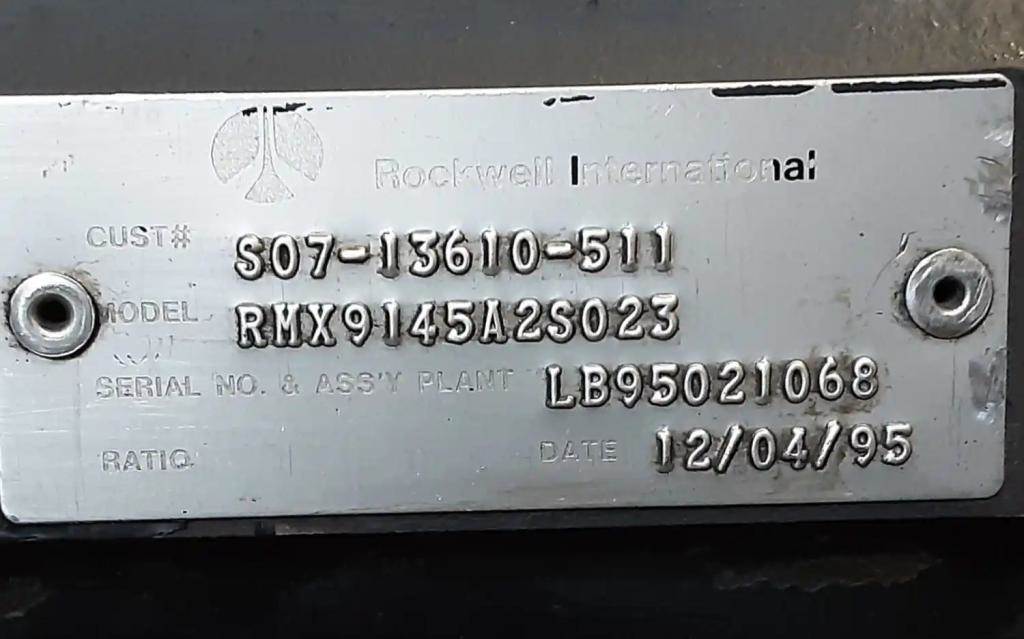 Rockwell International
CUST# S07-13610-511
MODEL RMX9145A2S023
SERIAL NO. & ASS'Y PLANT LB95021068
RATIO DATE 12/04/95